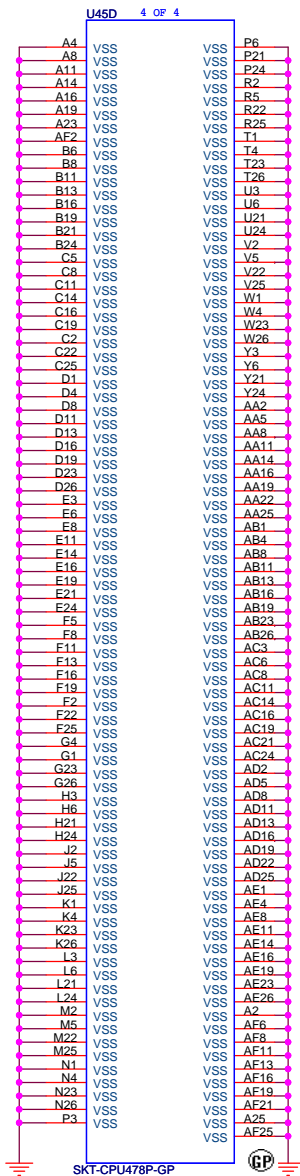 U45D 4 OF 4
A4 VSS VSS P6
A8 VSS VSS P21
A11 VSS VSS P24
A14 VSS VSS R2
A16 VSS VSS R5
A19 VSS VSS R22
A23 VSS VSS R25
AF2 VSS VSS T1
B6 VSS VSS T4
B8 VSS VSS T23
B11 VSS VSS T26
B13 VSS VSS U3
B16 VSS VSS U6
B19 VSS VSS U21
B21 VSS VSS U24
B24 VSS VSS V2
C5 VSS VSS V5
C8 VSS VSS V22
C11 VSS VSS V25
C14 VSS VSS W1
C16 VSS VSS W4
C19 VSS VSS W23
C2 VSS VSS W26
C22 VSS VSS Y3
C25 VSS VSS Y6
D1 VSS VSS Y21
D4 VSS VSS Y24
D8 VSS VSS AA2
D11 VSS VSS AA5
D13 VSS VSS AA8
D16 VSS VSS AA11
D19 VSS VSS AA14
D23 VSS VSS AA16
D26 VSS VSS AA19
E3 VSS VSS AA22
E6 VSS VSS AA25
E8 VSS VSS AB1
E11 VSS VSS AB4
E14 VSS VSS AB8
E16 VSS VSS AB11
E19 VSS VSS AB13
E21 VSS VSS AB16
E24 VSS VSS AB19
F5 VSS VSS AB23
F8 VSS VSS AB26
F11 VSS VSS AC3
F13 VSS VSS AC6
F16 VSS VSS AC8
F19 VSS VSS AC11
F2 VSS VSS AC14
F22 VSS VSS AC16
F25 VSS VSS AC19
G4 VSS VSS AC21
G1 VSS VSS AC24
G23 VSS VSS AD2
G26 VSS VSS AD5
H3 VSS VSS AD8
H6 VSS VSS AD11
H21 VSS VSS AD13
H24 VSS VSS AD16
J2 VSS VSS AD19
J5 VSS VSS AD22
J22 VSS VSS AD25
J25 VSS VSS AE1
K1 VSS VSS AE4
K4 VSS VSS AE8
K23 VSS VSS AE11
K26 VSS VSS AE14
L3 VSS VSS AE16
L6 VSS VSS AE19
L21 VSS VSS AE23
L24 VSS VSS AE26
M2 VSS VSS A2
M5 VSS VSS AF6
M22 VSS VSS AF8
M25 VSS VSS AF11
N1 VSS VSS AF13
N4 VSS VSS AF16
N23 VSS VSS AF19
N26 VSS VSS AF21
P3 VSS VSS A25
VSS AF25
SKT-CPU478P-GP GP